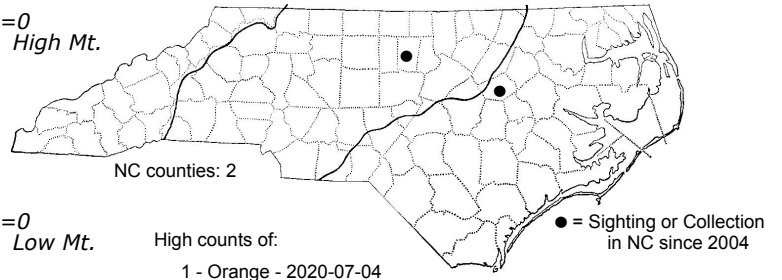 =0
High Mt.
NC counties: 2
=0
Low Mt.
High counts of:
1 - Orange - 2020-07-04
● = Sighting or Collection
in NC since 2004